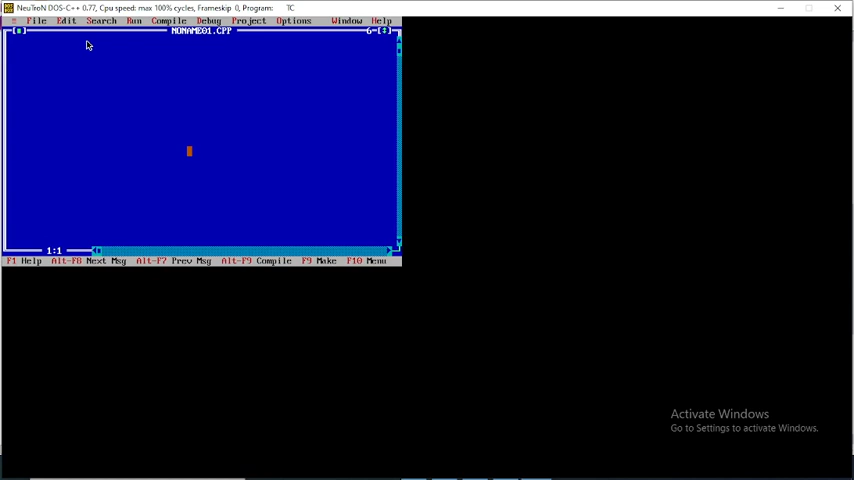 NeuTroN DOS-C++ 0.77, Cpu speed: max 100% cycles, Frameskip 0, Program: TC
≡ File Edit Search Run Compile Debug Project Options Window Help
NONAME01.CPP 6=[↕]
1:1
F1 Help Alt-F8 Next Msg Alt-F7 Prev Msg Alt-F9 Compile F9 Make F10 Menu
Activate Windows
Go to Settings to activate Windows.